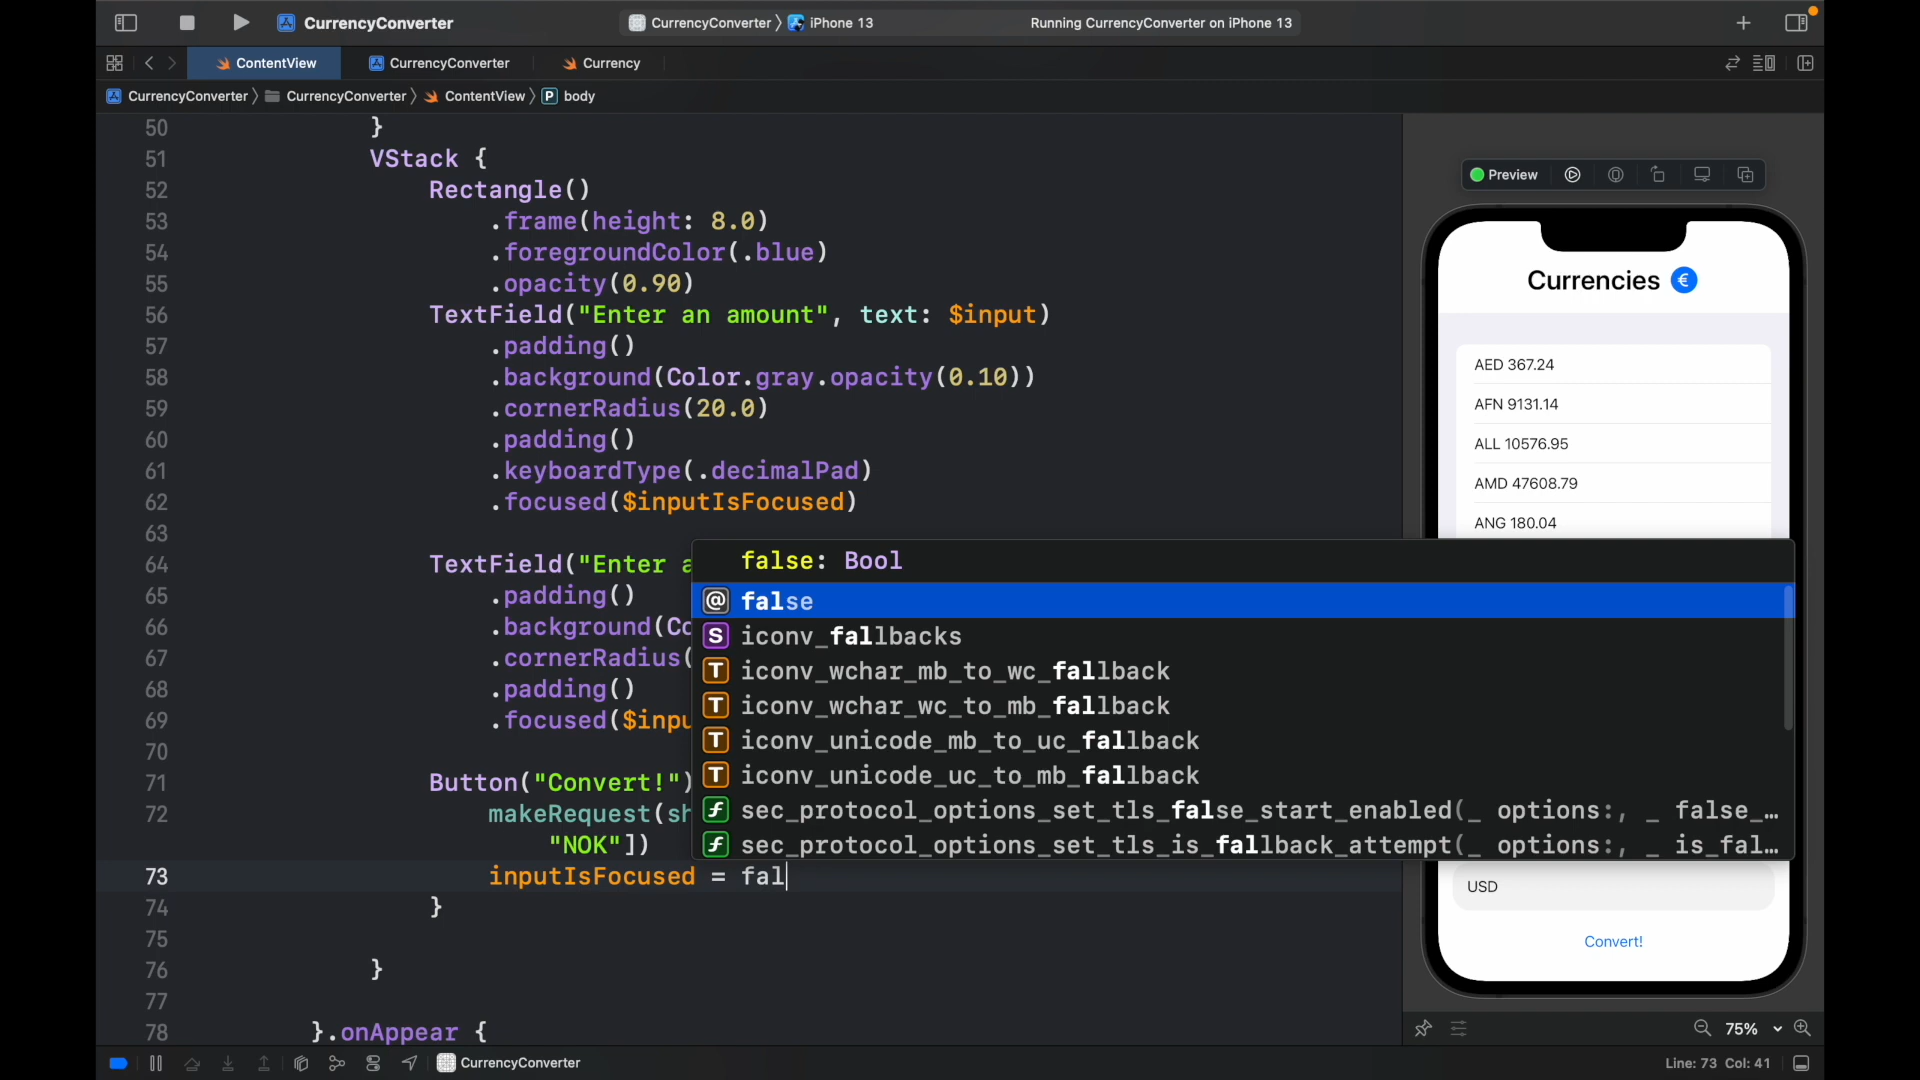 CurrencyConverter
CurrencyConverter 〉 iPhone 13
Running CurrencyConverter on iPhone 13
ContentView
CurrencyConverter
Currency
CurrencyConverter 〉 CurrencyConverter 〉 ContentView 〉 P body
50 }
51 VStack {
52 Rectangle()
53 .frame(height: 8.0)
54 .foregroundColor(.blue)
55 .opacity(0.90)
56 TextField("Enter an amount", text: $input)
57 .padding()
58 .background(Color.gray.opacity(0.10))
59 .cornerRadius(20.0)
60 .padding()
61 .keyboardType(.decimalPad)
62 .focused($inputIsFocused)
63
64 TextField("Enter a
65 .padding()
66 .background(Co
67 .cornerRadius(
68 .padding()
69 .focused($inpu
70
71 Button("Convert!")
72 makeRequest(sh
"NOK"])
73 inputIsFocused = fal
74 }
75
76 }
77
78 }.onAppear {
false: Bool
@ false
S iconv_fallbacks
T iconv_wchar_mb_to_wc_fallback
T iconv_wchar_wc_to_mb_fallback
T iconv_unicode_mb_to_uc_fallback
T iconv_unicode_uc_to_mb_fallback
f sec_protocol_options_set_tls_false_start_enabled(_ options:, _ false_…
f sec_protocol_options_set_tls_is_fallback_attempt(_ options:, _ is_fal…
Preview
Currencies €
AED 367.24
AFN 9131.14
ALL 10576.95
AMD 47608.79
ANG 180.04
USD
Convert!
75%
CurrencyConverter
Line: 73 Col: 41